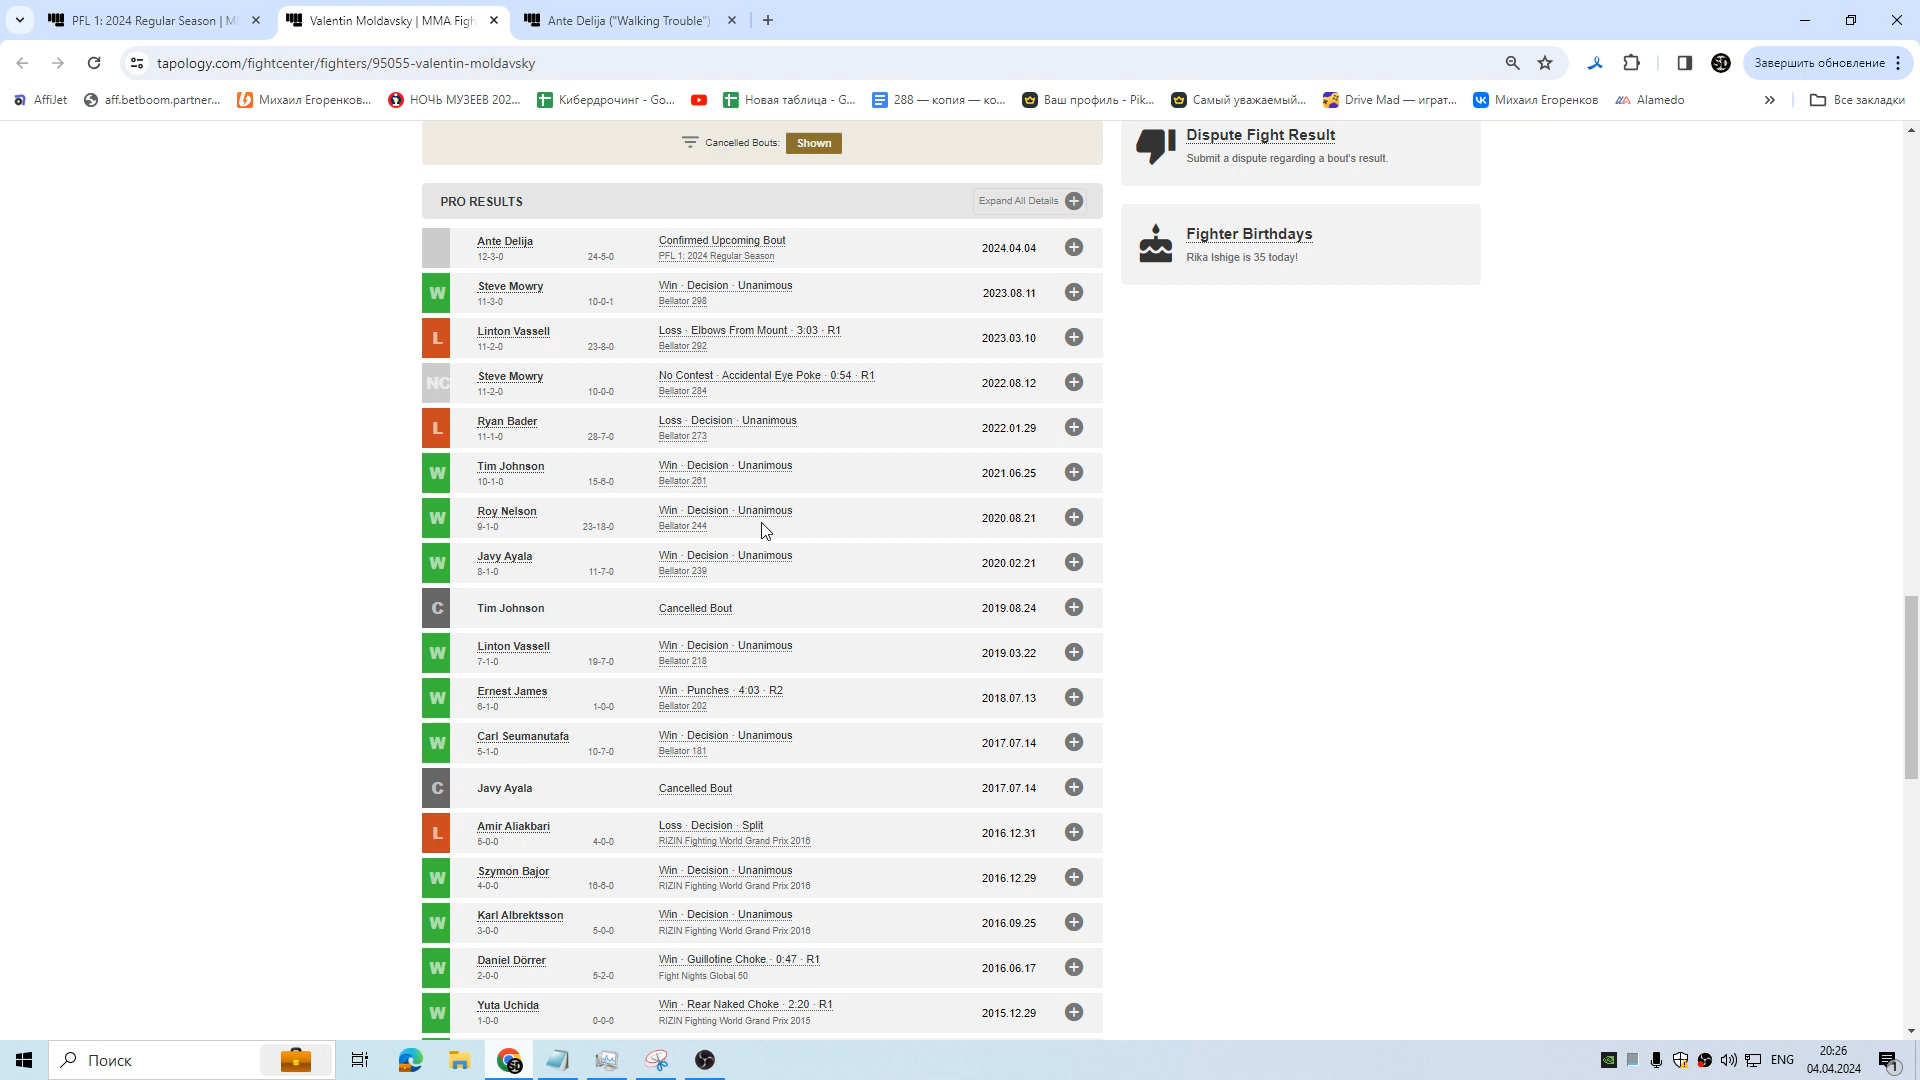 PFL 1: 2024 Regular Season | M
Valentin Moldavsky | MMA Figh
Ante Delija ("Walking Trouble")
tapology.com/fightcenter/fighters/95055-valentin-moldavsky
Завершить обновление
AffiJet
aff.betboom.partner...
Михаил Егоренков...
НОЧЬ МУЗЕЕВ 202...
Кибердрочинг - Go...
Новая таблица - G...
288 — копия — ко...
Ваш профиль - Pik...
Самый уважаемый...
Drive Mad — играт...
Михаил Егоренков
Alamedo
Все закладки
Cancelled Bouts: Shown
Dispute Fight Result
Submit a dispute regarding a bout's result.
Fighter Birthdays
Rika Ishige is 35 today!
PRO RESULTS
Expand All Details
Ante Delija Confirmed Upcoming Bout 2024.04.04
12-3-0 24-5-0 PFL 1: 2024 Regular Season
W Steve Mowry Win · Decision · Unanimous 2023.08.11
11-3-0 10-0-1 Bellator 298
L Linton Vassell Loss · Elbows From Mount · 3:03 · R1 2023.03.10
11-2-0 23-8-0 Bellator 292
NC Steve Mowry No Contest · Accidental Eye Poke · 0:54 · R1 2022.08.12
11-2-0 10-0-0 Bellator 284
L Ryan Bader Loss · Decision · Unanimous 2022.01.29
11-1-0 28-7-0 Bellator 273
W Tim Johnson Win · Decision · Unanimous 2021.06.25
10-1-0 15-6-0 Bellator 261
W Roy Nelson Win · Decision · Unanimous 2020.08.21
9-1-0 23-18-0 Bellator 244
W Javy Ayala Win · Decision · Unanimous 2020.02.21
8-1-0 11-7-0 Bellator 239
C Tim Johnson Cancelled Bout 2019.08.24
W Linton Vassell Win · Decision · Unanimous 2019.03.22
7-1-0 19-7-0 Bellator 218
W Ernest James Win · Punches · 4:03 · R2 2018.07.13
6-1-0 1-0-0 Bellator 202
W Carl Seumanutafa Win · Decision · Unanimous 2017.07.14
5-1-0 10-7-0 Bellator 181
C Javy Ayala Cancelled Bout 2017.07.14
L Amir Aliakbari Loss · Decision · Split 2016.12.31
5-0-0 4-0-0 RIZIN Fighting World Grand Prix 2016
W Szymon Bajor Win · Decision · Unanimous 2016.12.29
4-0-0 16-6-0 RIZIN Fighting World Grand Prix 2016
W Karl Albrektsson Win · Decision · Unanimous 2016.09.25
3-0-0 5-0-0 RIZIN Fighting World Grand Prix 2016
W Daniel Dörrer Win · Guillotine Choke · 0:47 · R1 2016.06.17
2-0-0 5-2-0 Fight Nights Global 50
W Yuta Uchida Win · Rear Naked Choke · 2:20 · R1 2015.12.29
1-0-0 0-0-0 RIZIN Fighting World Grand Prix 2015
Поиск
ENG
20:26
04.04.2024
1